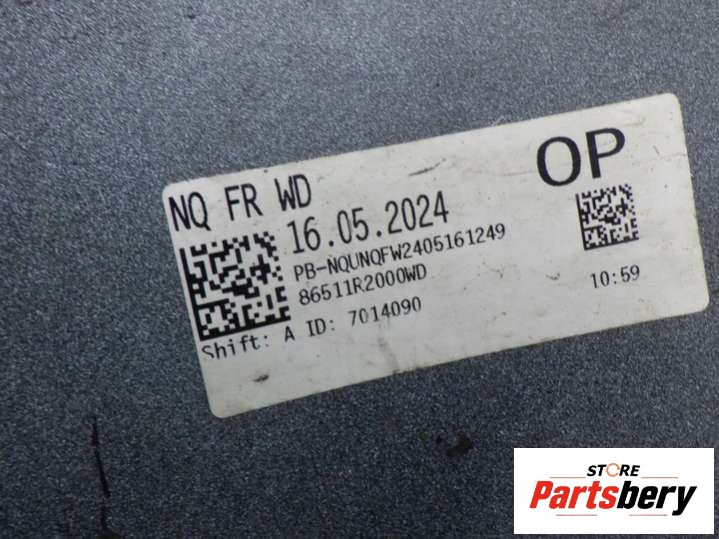 OP
NQ FR WD
16.05.2024
PB-NQUNQFW2405161249
86511R2000WD
10:59
Shift: A ID: 7014090
STORE
Partsbery